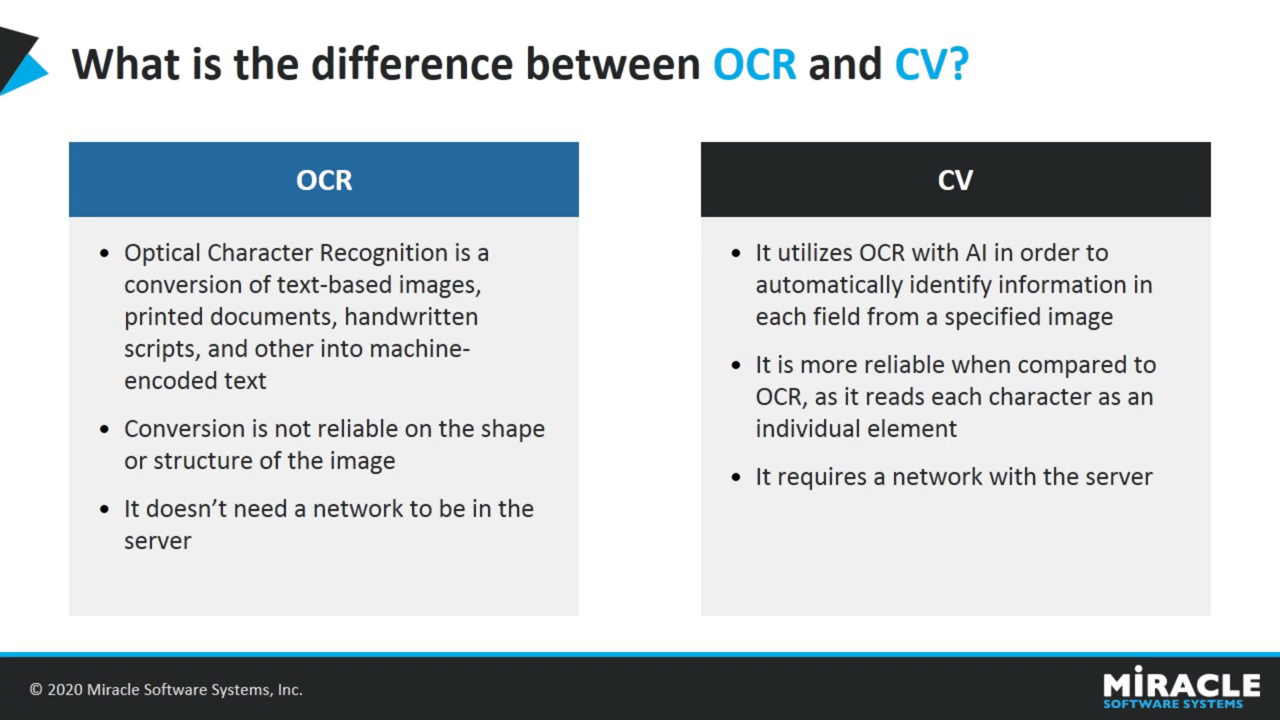 What is the difference between OCR and CV?
OCR
• Optical Character Recognition is a
conversion of text-based images,
printed documents, handwritten
scripts, and other into machine-
encoded text
• Conversion is not reliable on the shape
or structure of the image
• It doesn’t need a network to be in the
server
CV
• It utilizes OCR with AI in order to
automatically identify information in
each field from a specified image
• It is more reliable when compared to
OCR, as it reads each character as an
individual element
• It requires a network with the server
© 2020 Miracle Software Systems, Inc.
MiRACLE
SOFTWARE SYSTEMS